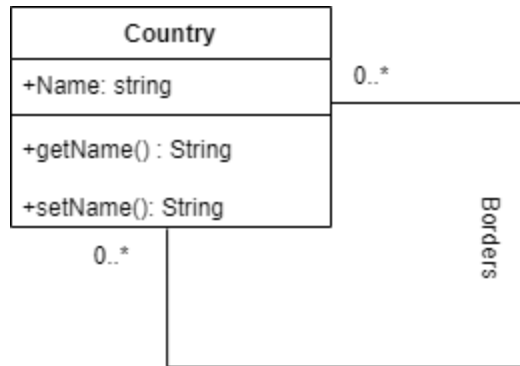 Country
+Name: string
0..*
+getName() : String
+setName(): String
0..*
Borders